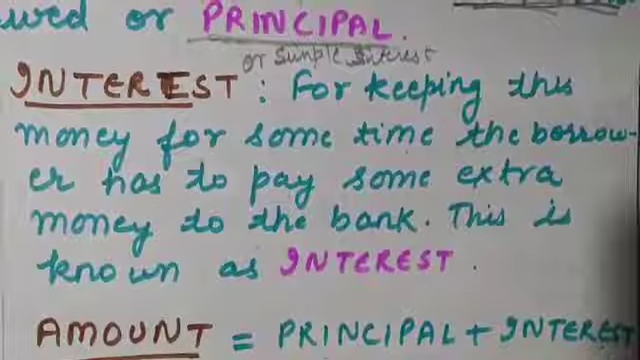 wed or PRINCIPAL.
or Simple Interest
INTEREST : For keeping this
money for some time the borrow-
er has to pay some extra
money to the bank. This is
known as INTEREST.
AMOUNT = PRINCIPAL + INTEREST